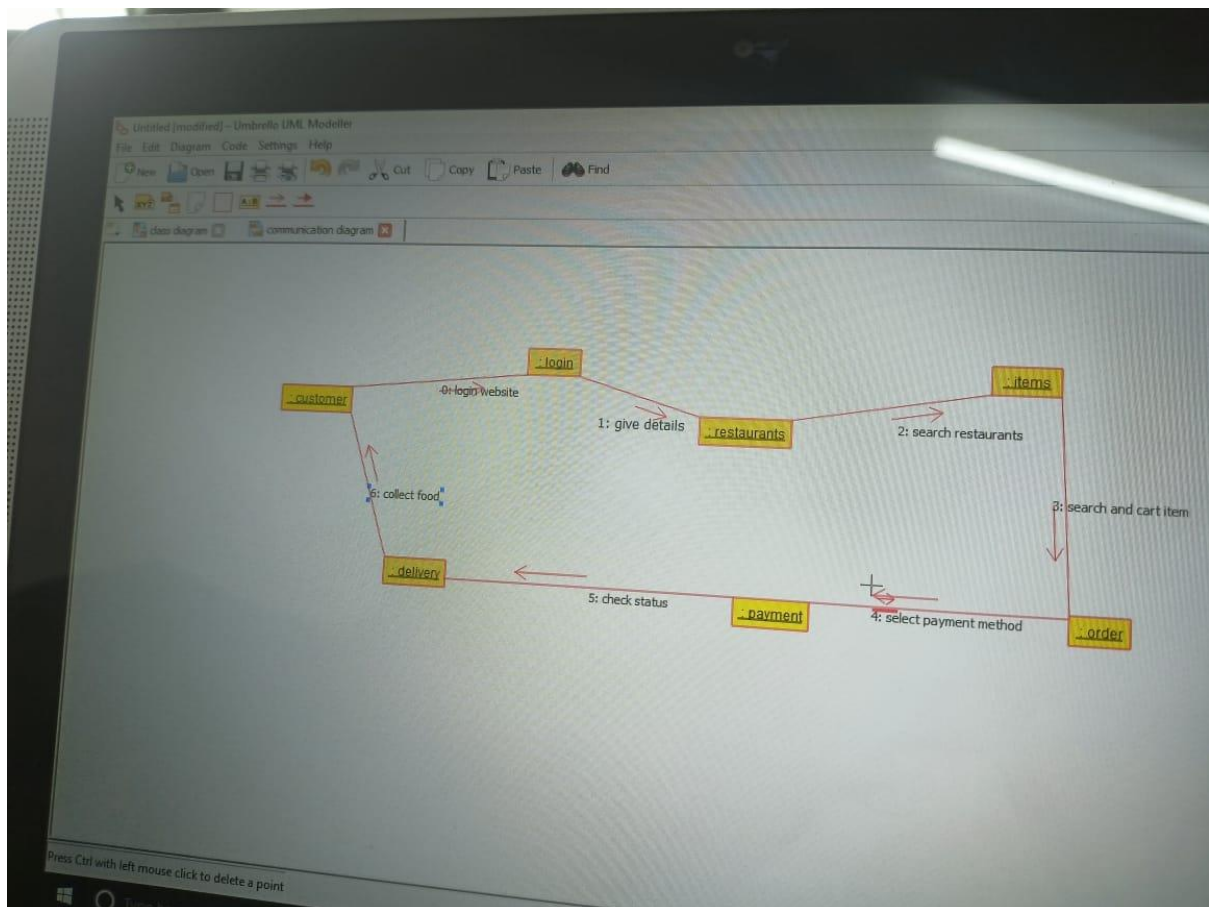 Untitled [modified] – Umbrello UML Modeller
File Edit Diagram Code Settings Help
New Open Cut Copy Paste Find
XYZ A:B
class diagram communication diagram
: login
: items
: customer
0: login website
1: give details
: restaurants
2: search restaurants
6: collect food
3: search and cart item
: delivery
5: check status
: payment
4: select payment method
: order
Press Ctrl with left mouse click to delete a point